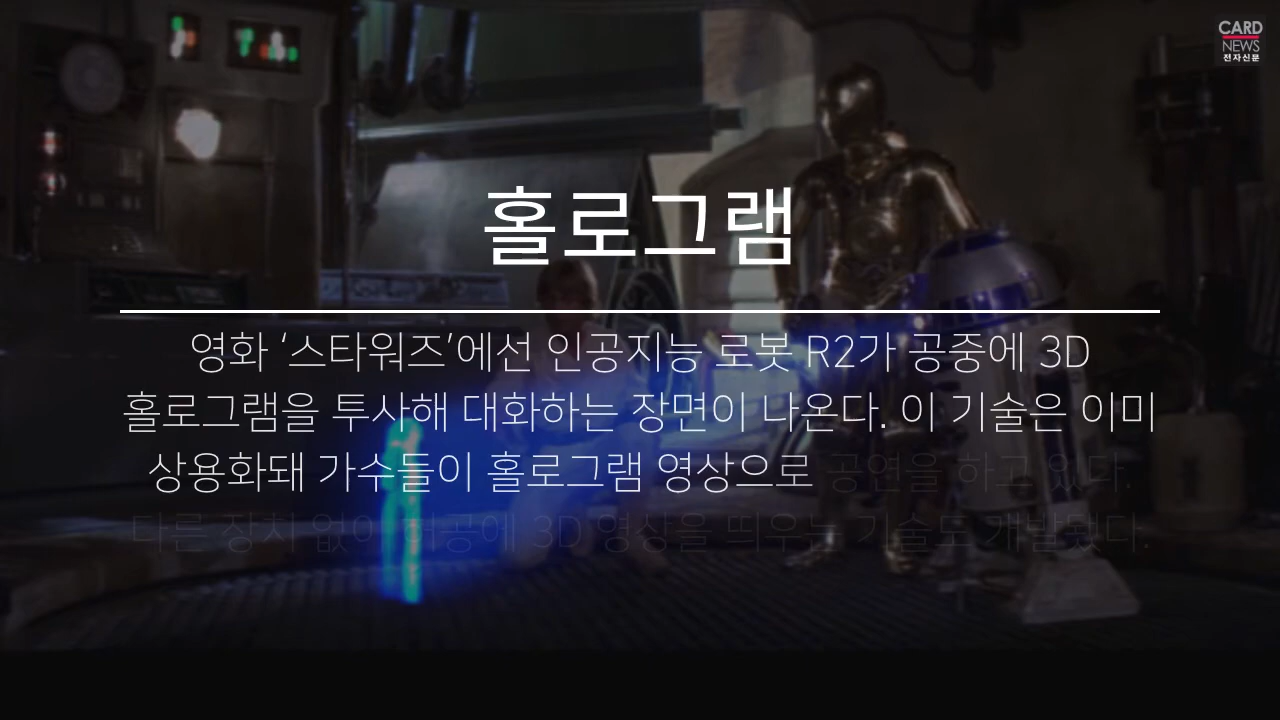 CARD
NEWS
전자신문
홀로그램
영화 ‘스타워즈’에선 인공지능 로봇 R2가 공중에 3D
홀로그램을 투사해 대화하는 장면이 나온다. 이 기술은 이미
상용화돼 가수들이 홀로그램 영상으로 공연을 하고 있다.
다른 장치 없이 허공에 3D 영상을 띄우는 기술도 개발됐다.